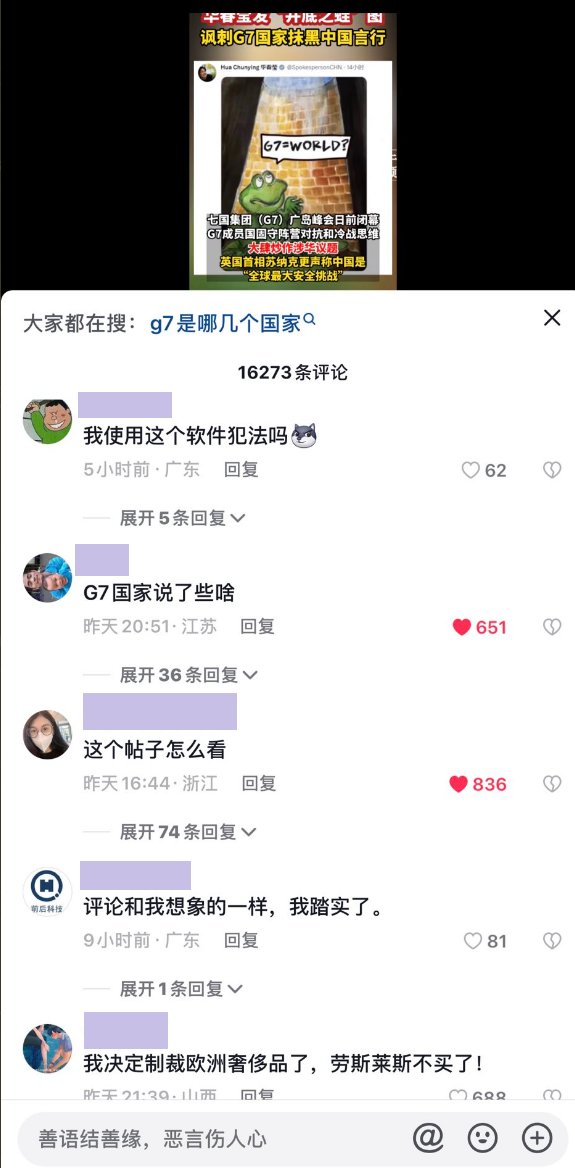 华春莹发“井底之蛙”图
讽刺G7国家抹黑中国言行
Hua Chunying 华春莹 @SpokespersonCHN · 14小时
G7=WORLD?
七国集团（G7）广岛峰会日前闭幕
G7成员国固守阵营对抗和冷战思维
大肆炒作涉华议题
英国首相苏纳克更声称中国是
“全球最大安全挑战”
大家都在搜： g7是哪几个国家
16273条评论
我使用这个软件犯法吗
5小时前 · 广东 回复
62
展开5条回复
G7国家说了些啥
昨天20:51 · 江苏 回复
651
展开36条回复
这个帖子怎么看
昨天16:44 · 浙江 回复
836
展开74条回复
前后科技
评论和我想象的一样，我踏实了。
9小时前 · 广东 回复
81
展开1条回复
我决定制裁欧洲奢侈品了，劳斯莱斯不买了！
昨天21:39 · 山西 回复
688
善语结善缘，恶言伤人心